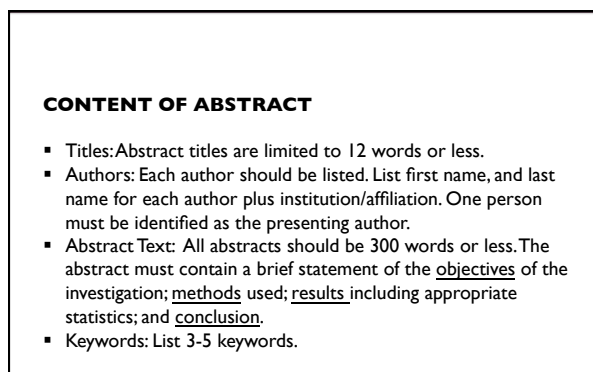 CONTENT OF ABSTRACT
▪ Titles: Abstract titles are limited to 12 words or less.
▪ Authors: Each author should be listed. List first name, and last
name for each author plus institution/affiliation. One person
must be identified as the presenting author.
▪ Abstract Text: All abstracts should be 300 words or less. The
abstract must contain a brief statement of the objectives of the
investigation; methods used; results including appropriate
statistics; and conclusion.
▪ Keywords: List 3-5 keywords.